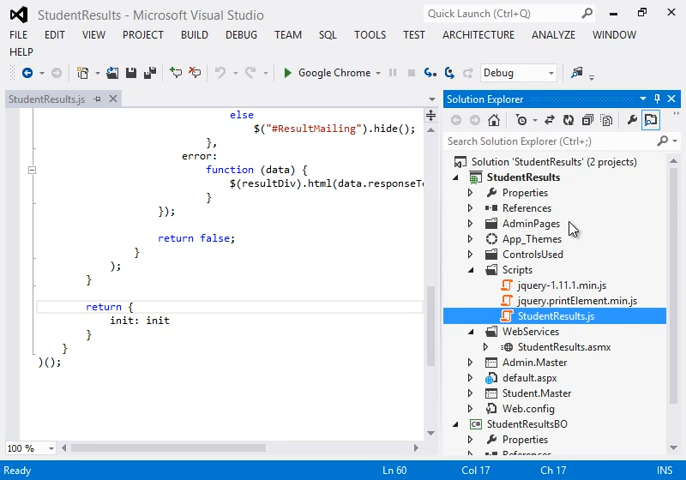 StudentResults - Microsoft Visual Studio
Quick Launch (Ctrl+Q)
FILE EDIT VIEW PROJECT BUILD DEBUG TEAM SQL TOOLS TEST ARCHITECTURE ANALYZE WINDOW
HELP
Google Chrome Debug
StudentResults.js
else
$("#ResultMailing").hide();
},
error:
function (data) {
$(resultDiv).html(data.responseTe
}
});
return false;
}
);
}
return {
init: init
}
}
)();
100 %
Solution Explorer
Search Solution Explorer (Ctrl+;)
Solution 'StudentResults' (2 projects)
StudentResults
Properties
References
AdminPages
App_Themes
ControlsUsed
Scripts
jquery-1.11.1.min.js
jquery.printElement.min.js
StudentResults.js
WebServices
StudentResults.asmx
Admin.Master
default.aspx
Student.Master
Web.config
C# StudentResultsBO
Properties
References
Ready Ln 60 Col 17 Ch 17 INS